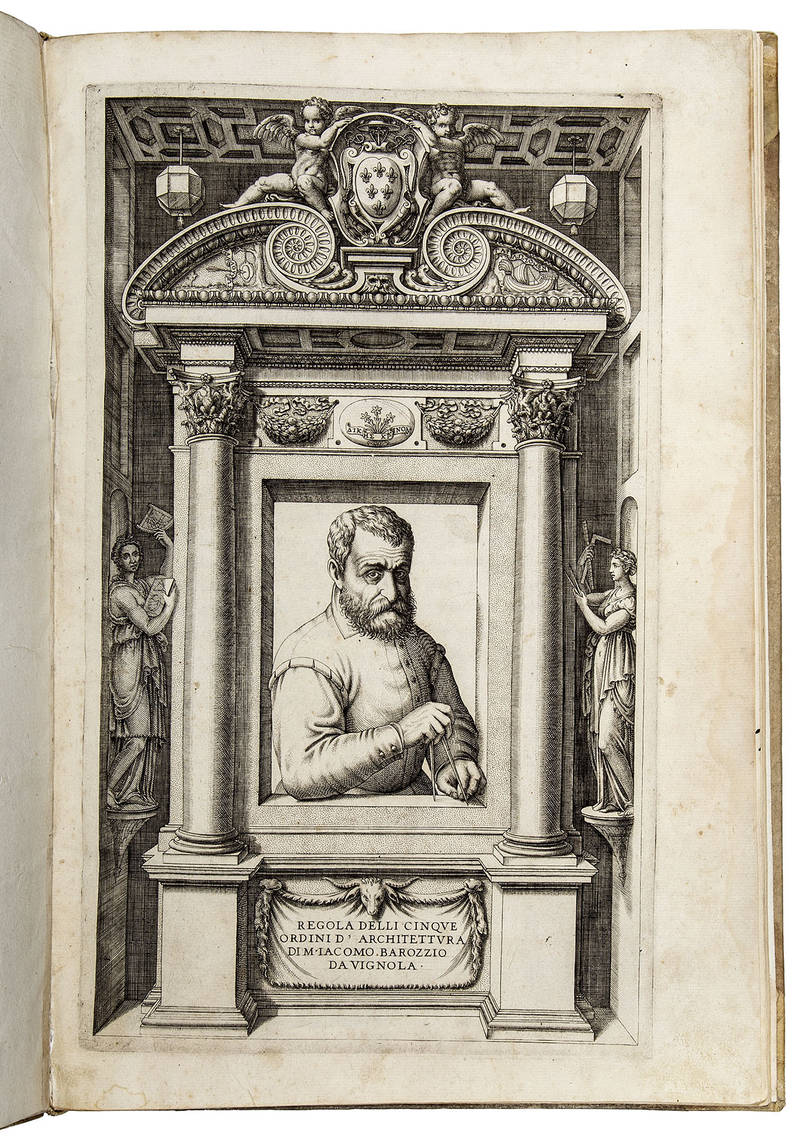 REGOLA DELLI CINQVE
ORDINI D' ARCHITETTVRA
DI M·IACOMO·BAROZZIO
DA VIGNOLA·